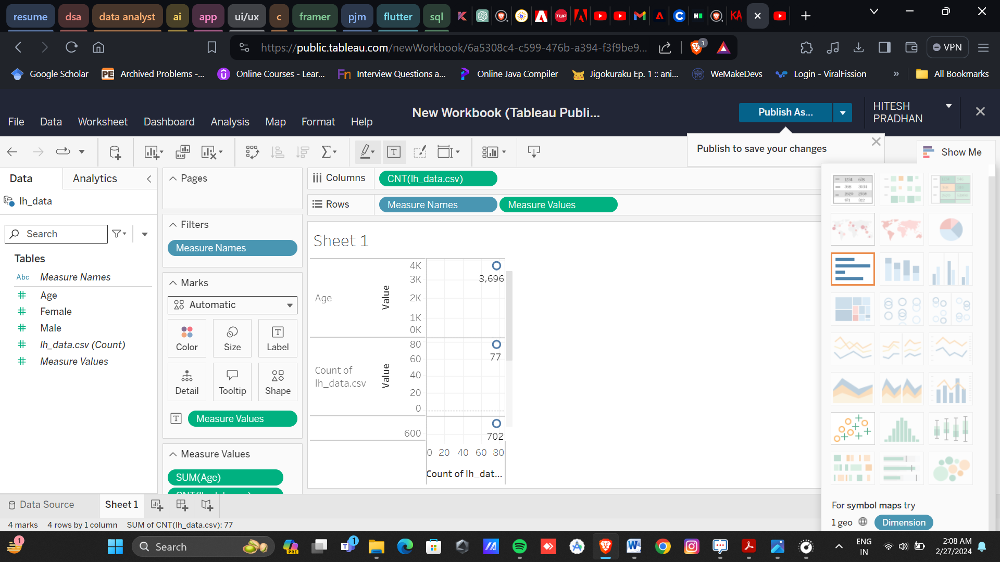 resume
dsa
data analyst
ai
app
ui/ux
c
framer
pjm
flutter
sql
https://public.tableau.com/newWorkbook/6a5308c4-c599-476b-a394-f3f9be9...
3
VPN
Google Scholar
Archived Problems -...
Online Courses - Lear...
Interview Questions a...
Online Java Compiler
Jigokuraku Ep. 1 :: ani...
WeMakeDevs
Login - ViralFission
»
All Bookmarks
File
Data
Worksheet
Dashboard
Analysis
Map
Format
Help
New Workbook (Tableau Publi...
Publish As...
HITESH
PRADHAN
Publish to save your changes
Show Me
Data
Analytics
lh_data
Search
Tables
Abc Measure Names
Age
Female
Male
lh_data.csv (Count)
Measure Values
Pages
Filters
Measure Names
Marks
Automatic
Color
Size
Label
Detail
Tooltip
Shape
Measure Values
Measure Values
SUM(Age)
Columns
CNT(lh_data.csv)
Rows
Measure Names
Measure Values
Sheet 1
Age
Value
4K
3K
2K
1K
0K
3,696
Count of
lh_data.csv
Value
80
60
40
20
0
77
600
702
0 20 40 60 80
Count of lh_dat...
For symbol maps try
1 geo
Dimension
Data Source
Sheet 1
4 marks
4 rows by 1 column
SUM of CNT(lh_data.csv): 77
1
Search
PRE
1
ENG
IN
2:08 AM
2/27/2024